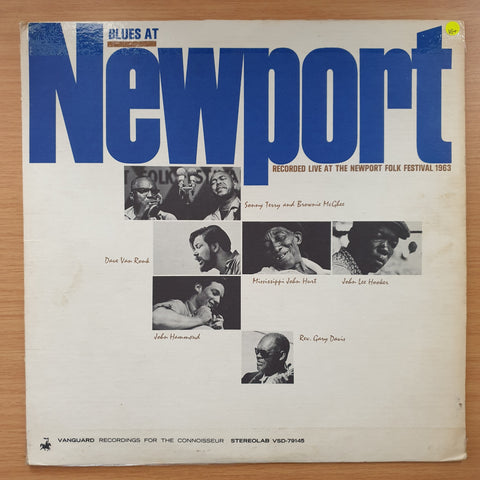 BLUES AT
Newport
RECORDED LIVE AT THE NEWPORT FOLK FESTIVAL 1963
Sonny Terry and Brownie McGhee
Dave Van Ronk
Mississippi John Hurt
John Lee Hooker
John Hammond
Rev. Gary Davis
VANGUARD RECORDINGS FOR THE CONNOISSEUR STEREOLAB VSD-79145